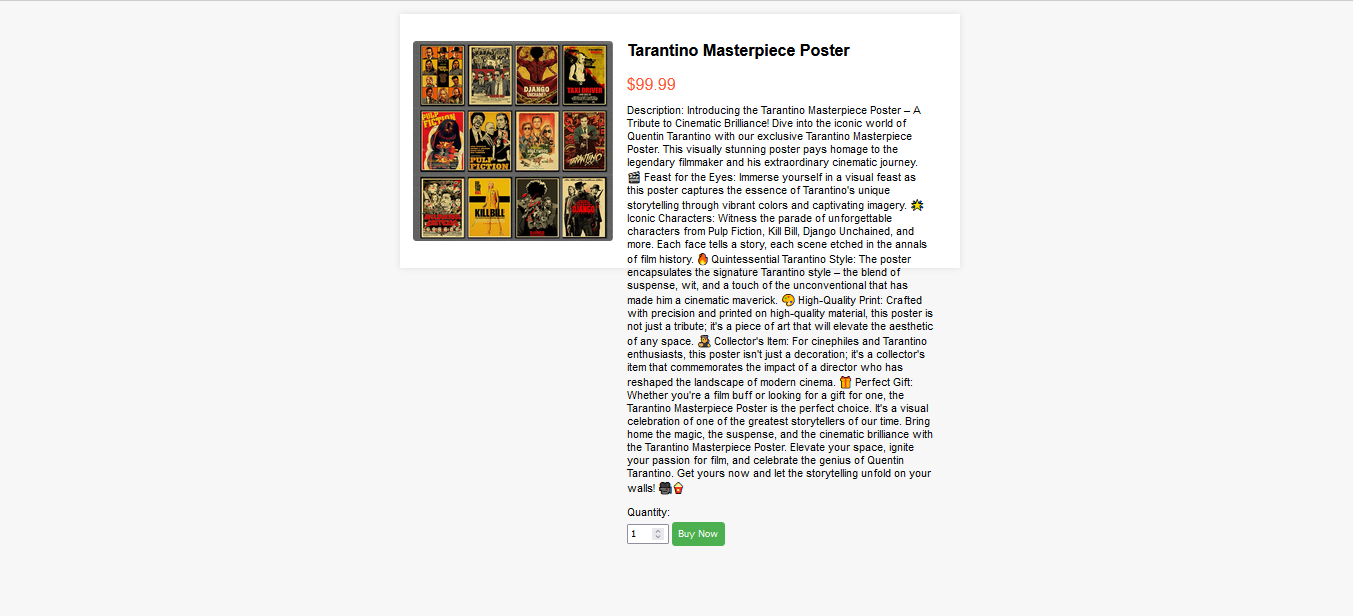 Tarantino Masterpiece Poster
$99.99
Description: Introducing the Tarantino Masterpiece Poster – A
Tribute to Cinematic Brilliance! Dive into the iconic world of
Quentin Tarantino with our exclusive Tarantino Masterpiece
Poster. This visually stunning poster pays homage to the
legendary filmmaker and his extraordinary cinematic journey.
🎬 Feast for the Eyes: Immerse yourself in a visual feast as
this poster captures the essence of Tarantino's unique
storytelling through vibrant colors and captivating imagery. 🌟
Iconic Characters: Witness the parade of unforgettable
characters from Pulp Fiction, Kill Bill, Django Unchained, and
more. Each face tells a story, each scene etched in the annals
of film history. 🔥 Quintessential Tarantino Style: The poster
encapsulates the signature Tarantino style – the blend of
suspense, wit, and a touch of the unconventional that has
made him a cinematic maverick. 🎨 High-Quality Print: Crafted
with precision and printed on high-quality material, this poster is
not just a tribute; it's a piece of art that will elevate the aesthetic
of any space. 🕵️ Collector's Item: For cinephiles and Tarantino
enthusiasts, this poster isn't just a decoration; it's a collector's
item that commemorates the impact of a director who has
reshaped the landscape of modern cinema. 🎁 Perfect Gift:
Whether you're a film buff or looking for a gift for one, the
Tarantino Masterpiece Poster is the perfect choice. It's a visual
celebration of one of the greatest storytellers of our time. Bring
home the magic, the suspense, and the cinematic brilliance with
the Tarantino Masterpiece Poster. Elevate your space, ignite
your passion for film, and celebrate the genius of Quentin
Tarantino. Get yours now and let the storytelling unfold on your
walls! 🎥🍿
Quantity:
1 Buy Now
DJANGO
UNCHAINED
TAXI DRIVER
PULP
FICTION
PULP
FICTION
TARANTINO
KILL BILL
DJANGO